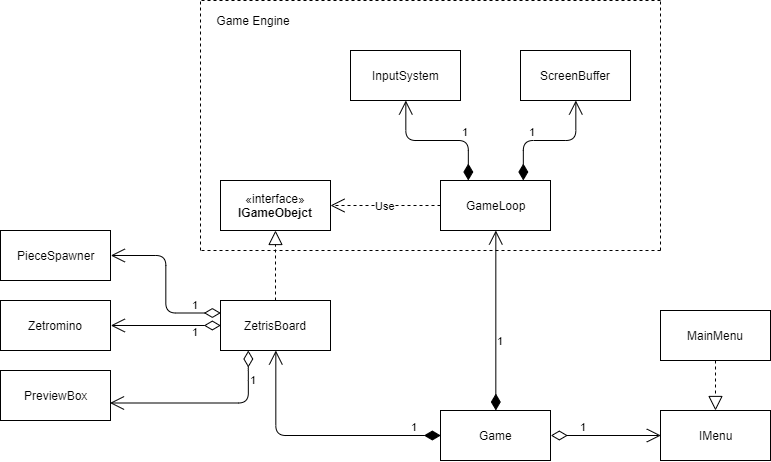 Game Engine
InputSystem
ScreenBuffer
1
1
«interface»
IGameObejct
Use
GameLoop
PieceSpawner
1
Zetromino
1
ZetrisBoard
MainMenu
1
PreviewBox
1
1
Game
1
IMenu